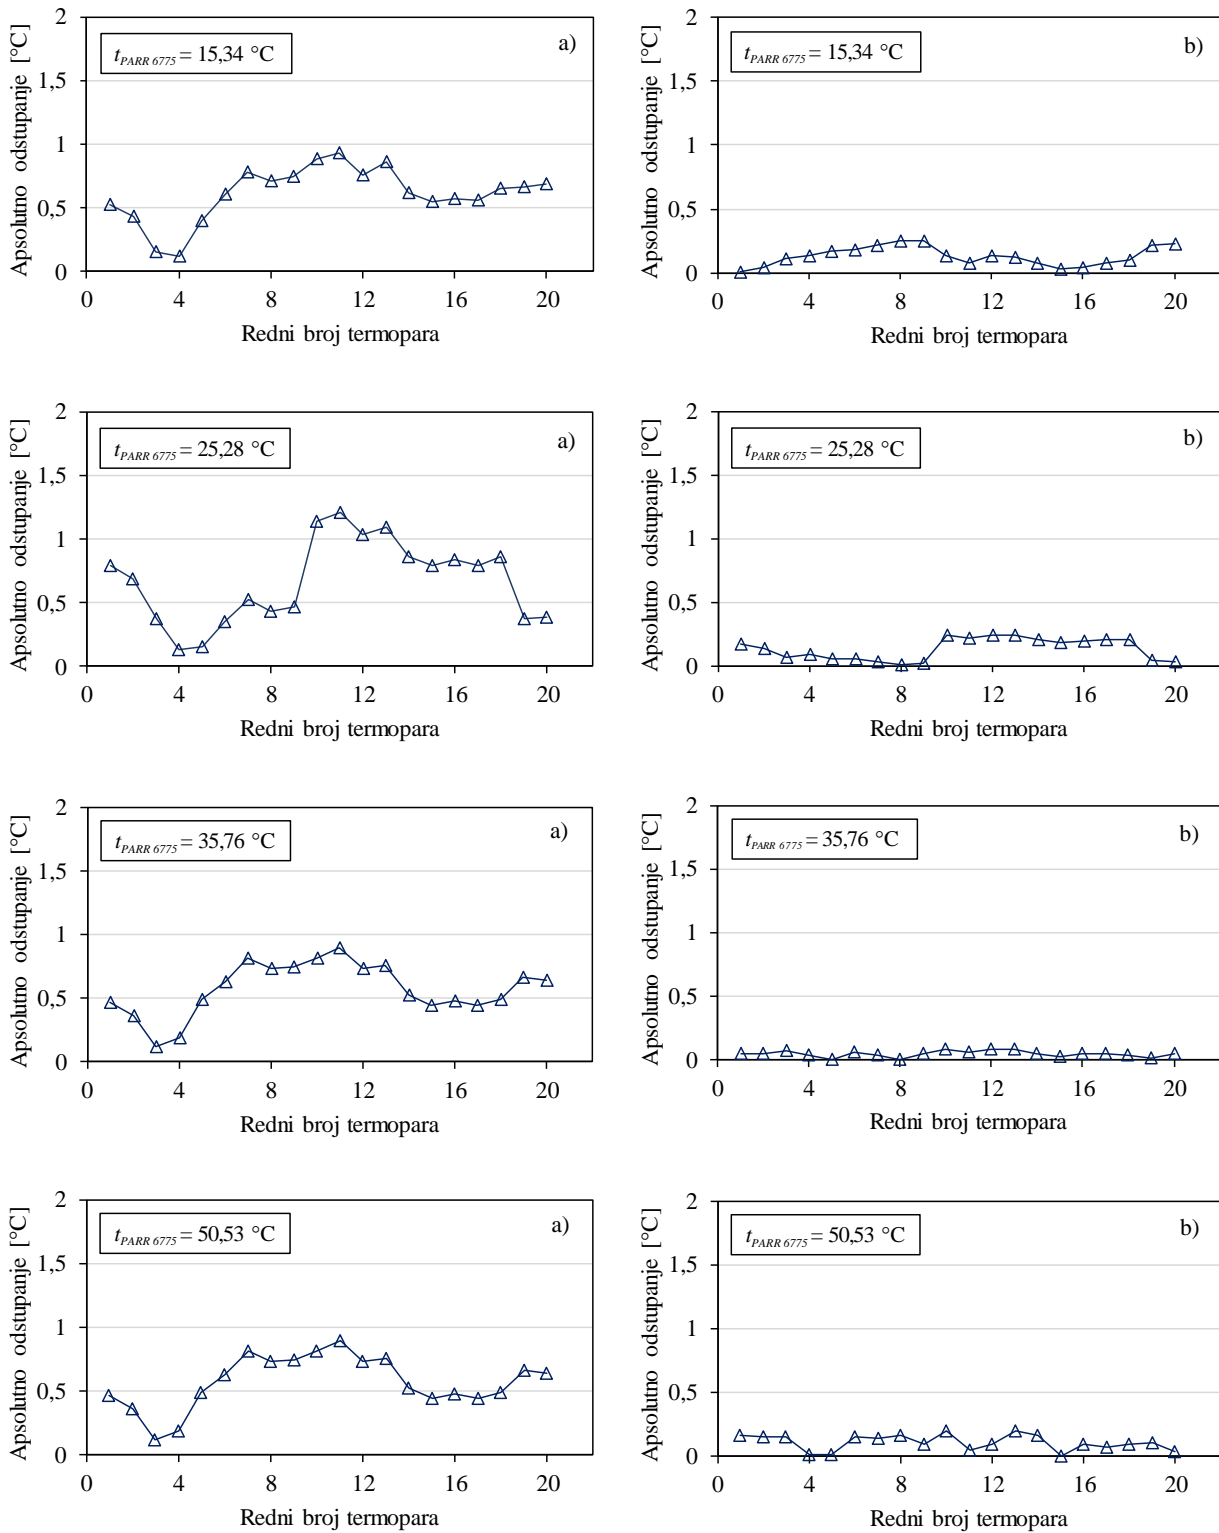 Apsolutno odstupanje [°C]
2
1,5
1
0,5
0
t PARR 6775 = 15,34 °C
a)
0 4 8 12 16 20
Redni broj termopara
Apsolutno odstupanje [°C]
2
1,5
1
0,5
0
t PARR 6775 = 15,34 °C
b)
0 4 8 12 16 20
Redni broj termopara
Apsolutno odstupanje [°C]
2
1,5
1
0,5
0
t PARR 6775 = 25,28 °C
a)
0 4 8 12 16 20
Redni broj termopara
Apsolutno odstupanje [°C]
2
1,5
1
0,5
0
t PARR 6775 = 25,28 °C
b)
0 4 8 12 16 20
Redni broj termopara
Apsolutno odstupanje [°C]
2
1,5
1
0,5
0
t PARR 6775 = 35,76 °C
a)
0 4 8 12 16 20
Redni broj termopara
Apsolutno odstupanje [°C]
2
1,5
1
0,5
0
t PARR 6775 = 35,76 °C
b)
0 4 8 12 16 20
Redni broj termopara
Apsolutno odstupanje [°C]
2
1,5
1
0,5
0
t PARR 6775 = 50,53 °C
a)
0 4 8 12 16 20
Redni broj termopara
Apsolutno odstupanje [°C]
2
1,5
1
0,5
0
t PARR 6775 = 50,53 °C
b)
0 4 8 12 16 20
Redni broj termopara